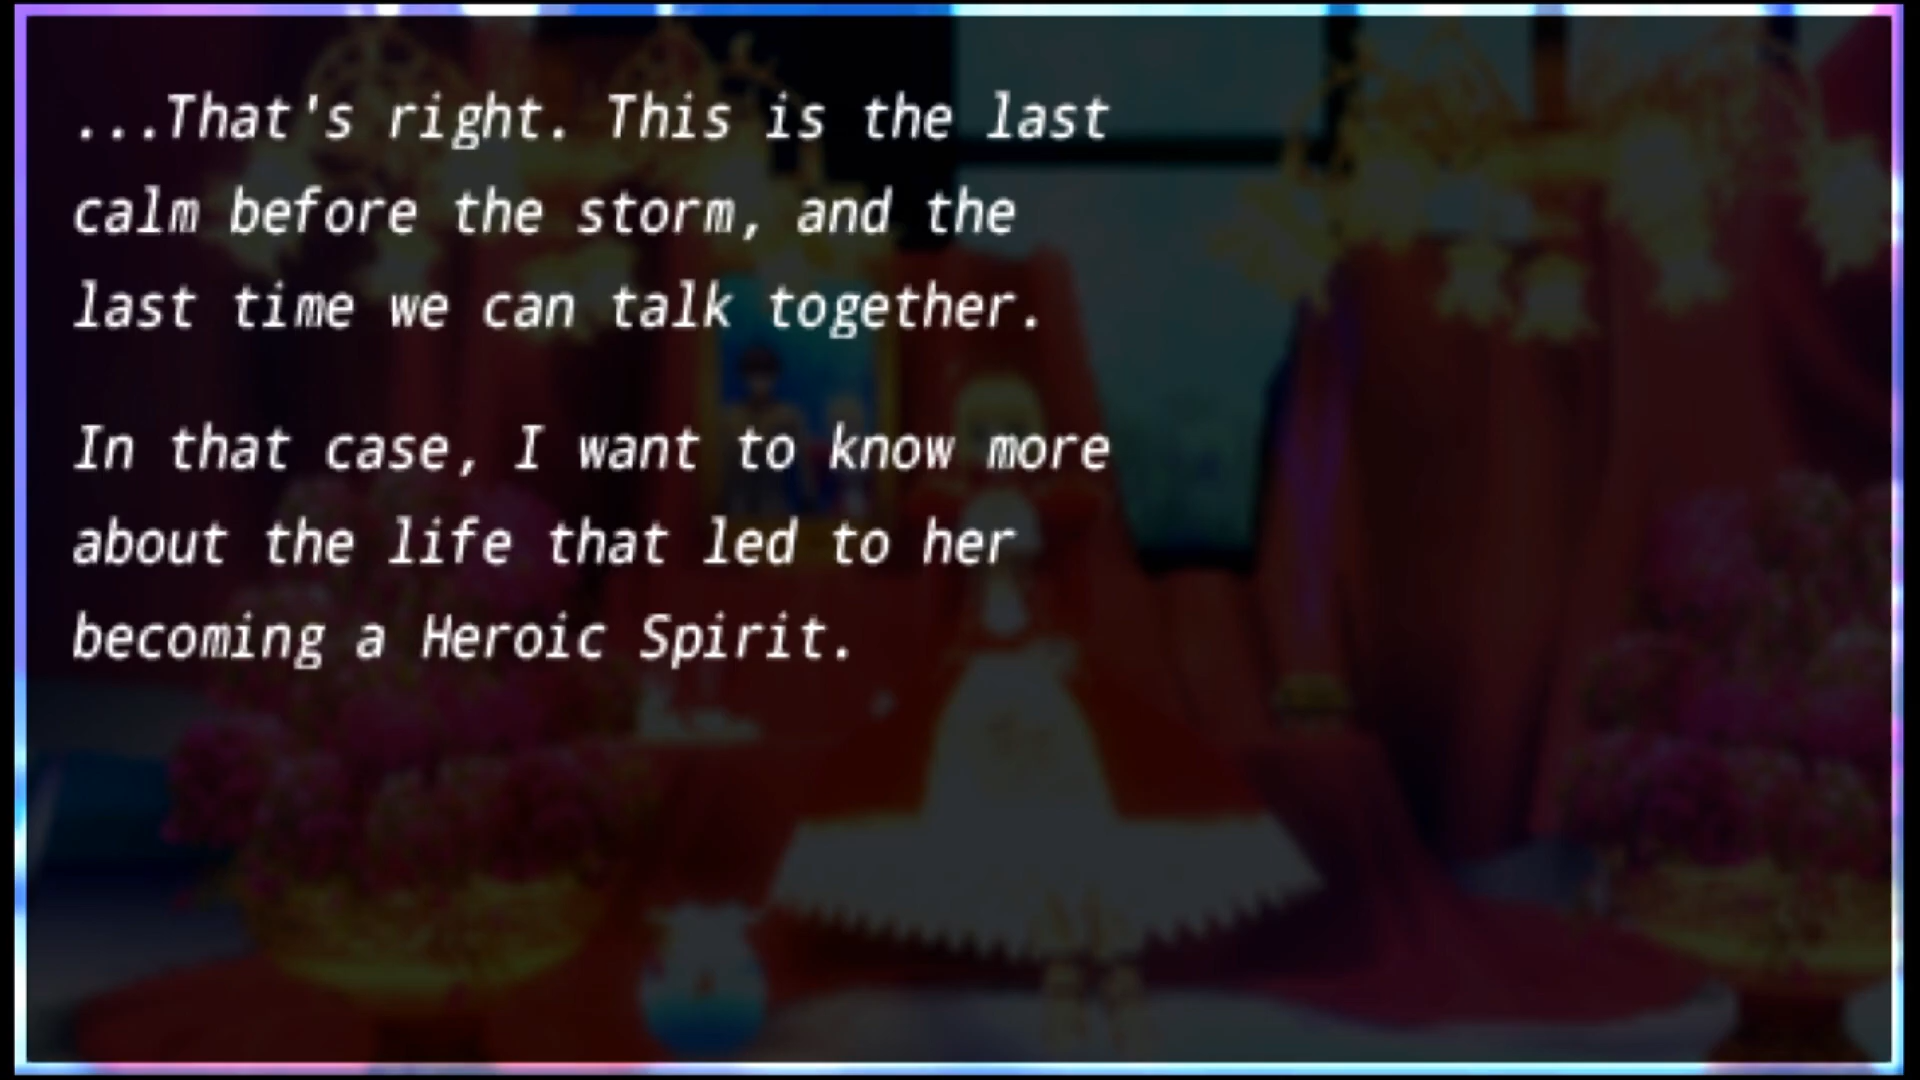 ...That's right. This is the last
calm before the storm, and the
last time we can talk together.
In that case, I want to know more
about the life that led to her
becoming a Heroic Spirit.